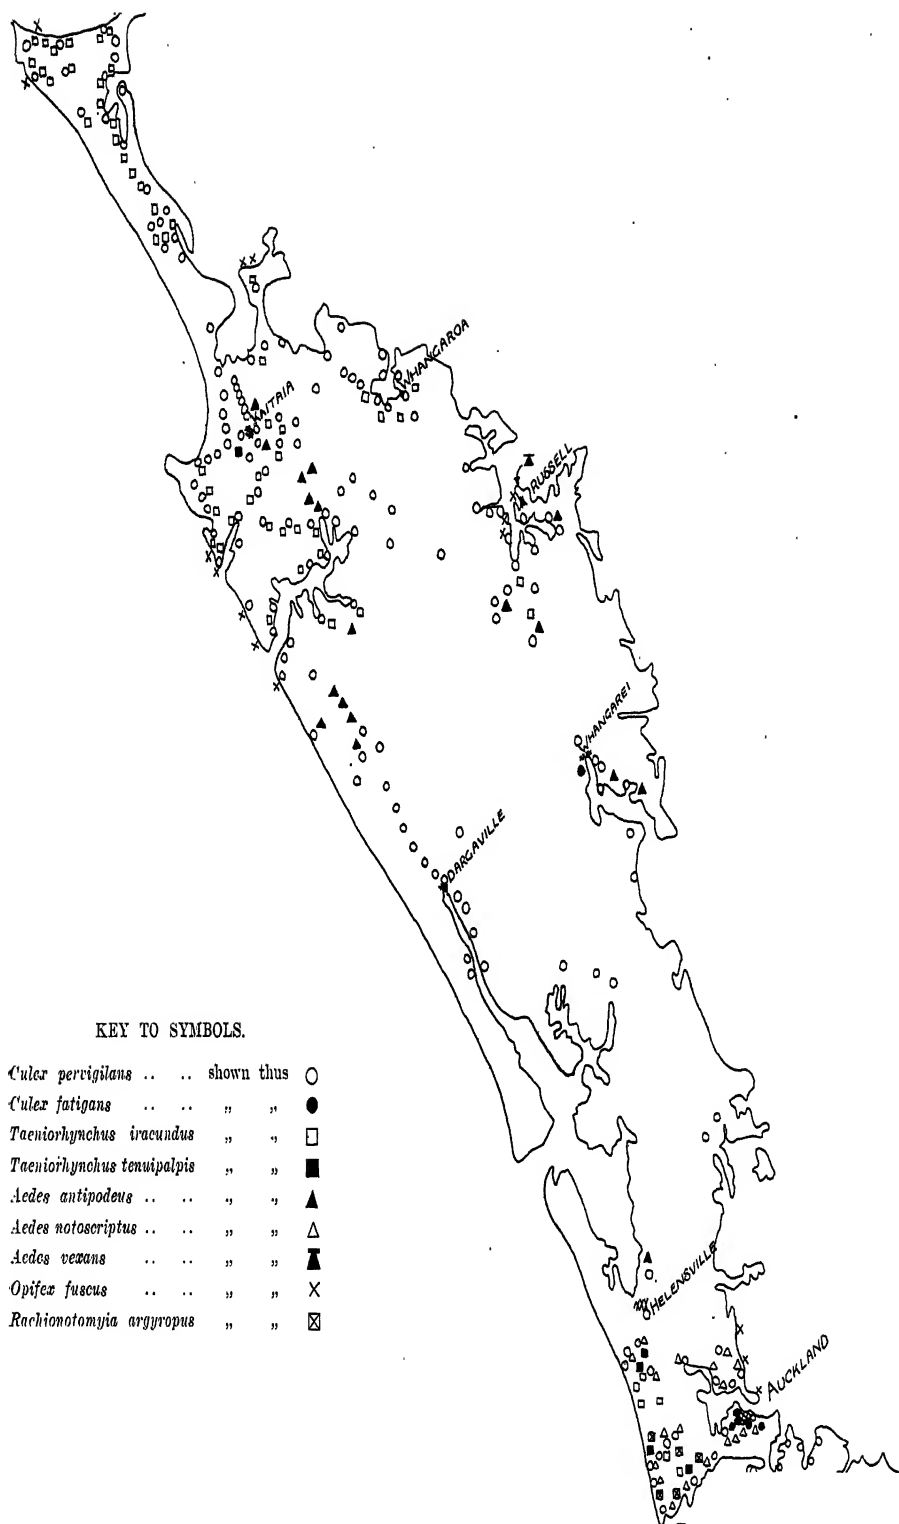 WHANGAROA
KAITAIA
RUSSELL
WHANGAREI
DARGAVILLE
KEY TO SYMBOLS.
Culex pervigilans .. .. shown thus
Culex fatigans .. .. „ „
Taeniorhynchus iracundus „ „
Taeniorhynchus tenuipalpis „ „
Aedes antipodeus .. .. „ „
Aedes notoscriptus .. .. „ „
Aedes vexans .. .. „ „
Opifex fuscus .. .. „ „
Rachionotomyia argyropus „ „
HELENSVILLE
AUCKLAND